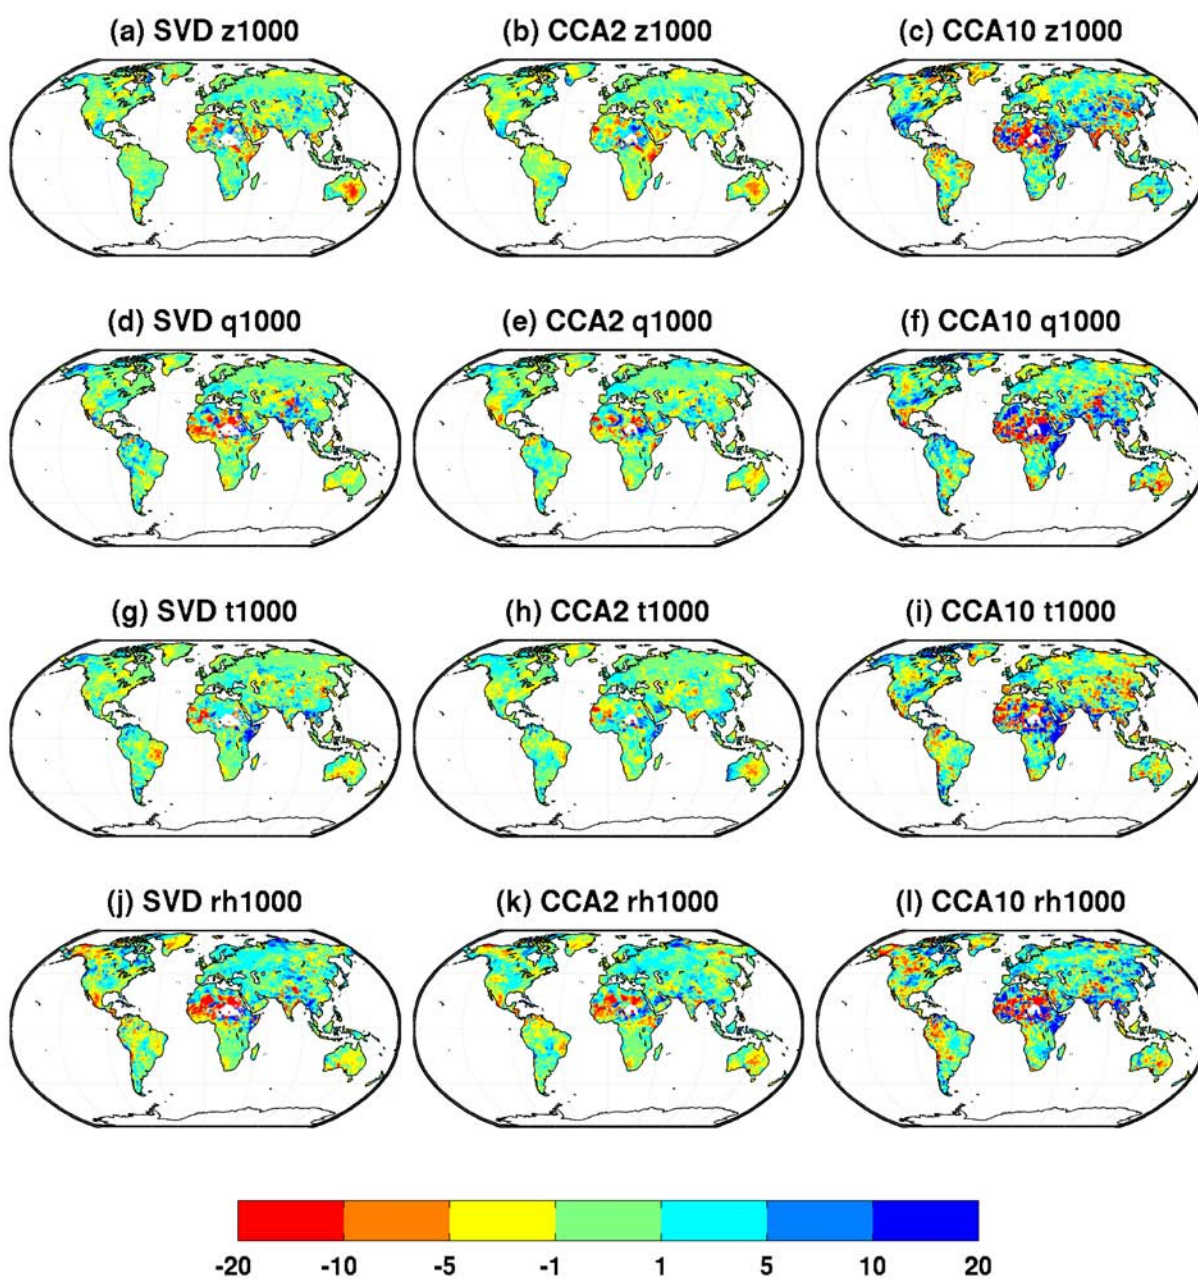 (a) SVD z1000 (b) CCA2 z1000 (c) CCA10 z1000
(d) SVD q1000 (e) CCA2 q1000 (f) CCA10 q1000
(g) SVD t1000 (h) CCA2 t1000 (i) CCA10 t1000
(j) SVD rh1000 (k) CCA2 rh1000 (l) CCA10 rh1000
-20 -10 -5 -1 1 5 10 20